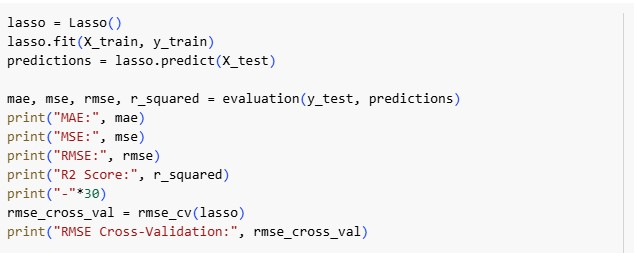 lasso = Lasso()
lasso.fit(X_train, y_train)
predictions = lasso.predict(X_test)

mae, mse, rmse, r_squared = evaluation(y_test, predictions)
print("MAE:", mae)
print("MSE:", mse)
print("RMSE:", rmse)
print("R2 Score:", r_squared)
print("-"*30)
rmse_cross_val = rmse_cv(lasso)
print("RMSE Cross-Validation:", rmse_cross_val)